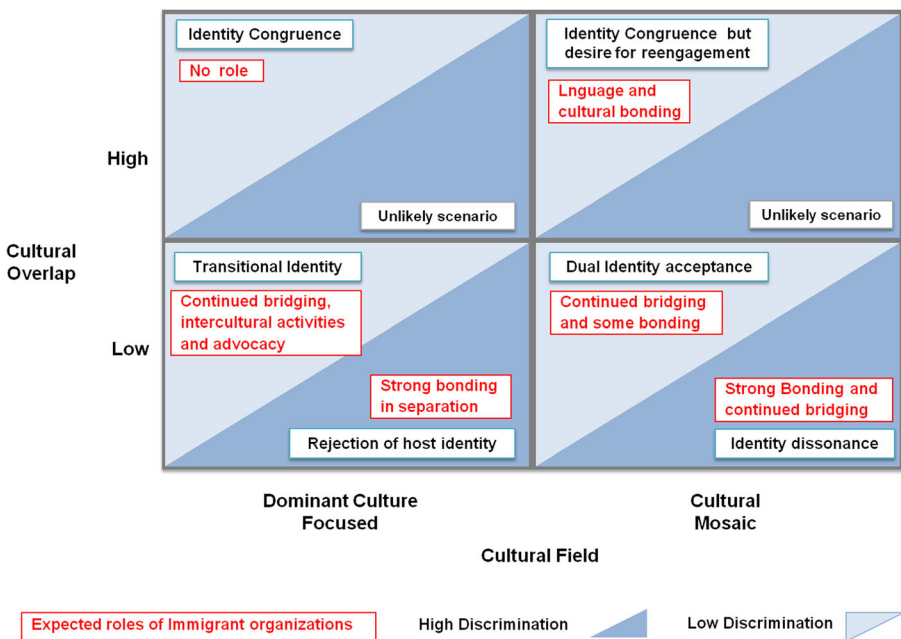 Identity Congruence
No role
Unlikely scenario
Identity Congruence but
desire for reengagement
Lnguage and
cultural bonding
Unlikely scenario
High
Cultural
Overlap
Transitional Identity
Continued bridging,
intercultural activities
and advocacy
Strong bonding
in separation
Rejection of host identity
Dual Identity acceptance
Continued bridging
and some bonding
Strong Bonding and
continued bridging
Identity dissonance
Low
Dominant Culture
Focused
Cultural
Mosaic
Cultural Field
Expected roles of Immigrant organizations
High Discrimination
Low Discrimination